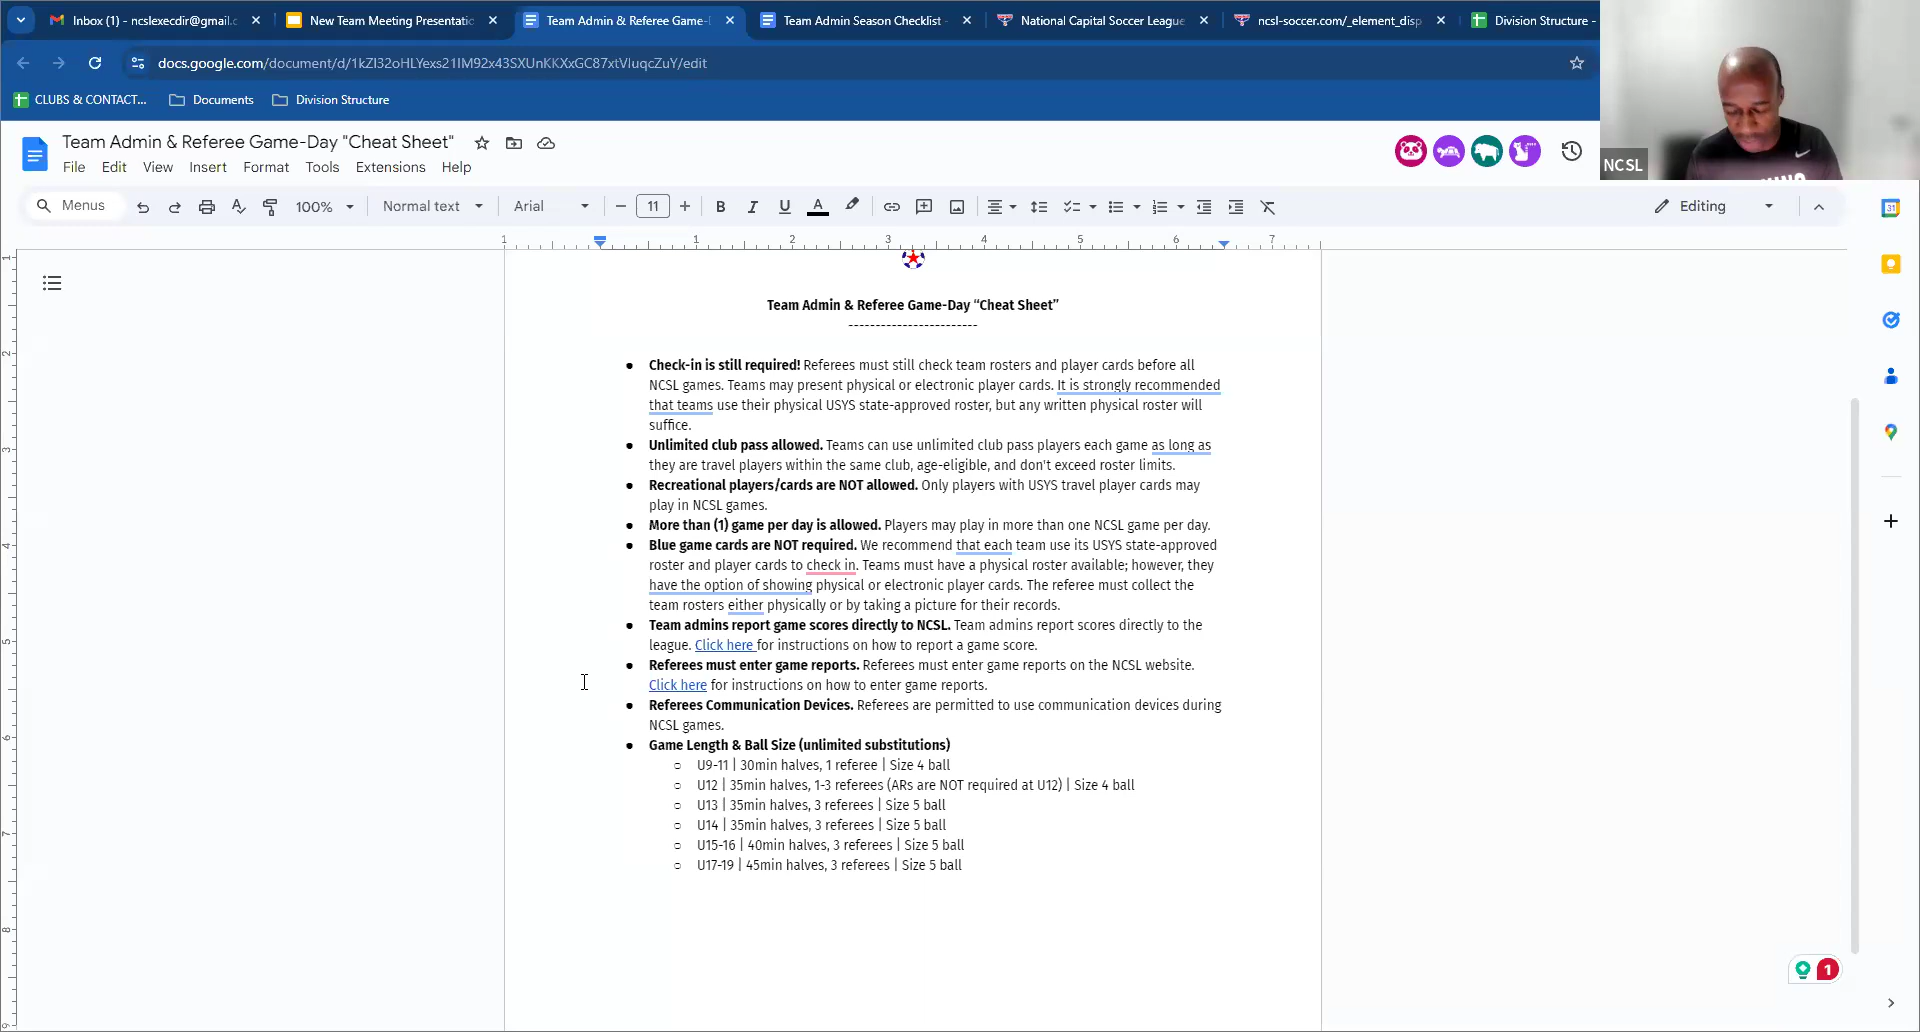 Inbox (1) - ncslexecdir@gmail.c
New Team Meeting Presentatio
Team Admin & Referee Game-D
Team Admin Season Checklist -
National Capital Soccer League
ncsl-soccer.com/_element_disp
Division Structure -
docs.google.com/document/d/1kZI32oHLYexs21IM92x43SXUnKKXxGC87xtVIuqcZuY/edit
CLUBS & CONTACT...
Documents
Division Structure
Team Admin & Referee Game-Day "Cheat Sheet"
File Edit View Insert Format Tools Extensions Help
NCSL
Menus
100%
Normal text
Arial
11
Editing
31
1 1 2 3 4 5 6 7
Team Admin & Referee Game-Day “Cheat Sheet”
------------------------
● Check-in is still required! Referees must still check team rosters and player cards before all
NCSL games. Teams may present physical or electronic player cards. It is strongly recommended
that teams use their physical USYS state-approved roster, but any written physical roster will
suffice.
● Unlimited club pass allowed. Teams can use unlimited club pass players each game as long as
they are travel players within the same club, age-eligible, and don't exceed roster limits.
● Recreational players/cards are NOT allowed. Only players with USYS travel player cards may
play in NCSL games.
● More than (1) game per day is allowed. Players may play in more than one NCSL game per day.
● Blue game cards are NOT required. We recommend that each team use its USYS state-approved
roster and player cards to check in. Teams must have a physical roster available; however, they
have the option of showing physical or electronic player cards. The referee must collect the
team rosters either physically or by taking a picture for their records.
● Team admins report game scores directly to NCSL. Team admins report scores directly to the
league. Click here for instructions on how to report a game score.
● Referees must enter game reports. Referees must enter game reports on the NCSL website.
Click here for instructions on how to enter game reports.
● Referees Communication Devices. Referees are permitted to use communication devices during
NCSL games.
● Game Length & Ball Size (unlimited substitutions)
○ U9-11 | 30min halves, 1 referee | Size 4 ball
○ U12 | 35min halves, 1-3 referees (ARs are NOT required at U12) | Size 4 ball
○ U13 | 35min halves, 3 referees | Size 5 ball
○ U14 | 35min halves, 3 referees | Size 5 ball
○ U15-16 | 40min halves, 3 referees | Size 5 ball
○ U17-19 | 45min halves, 3 referees | Size 5 ball
1